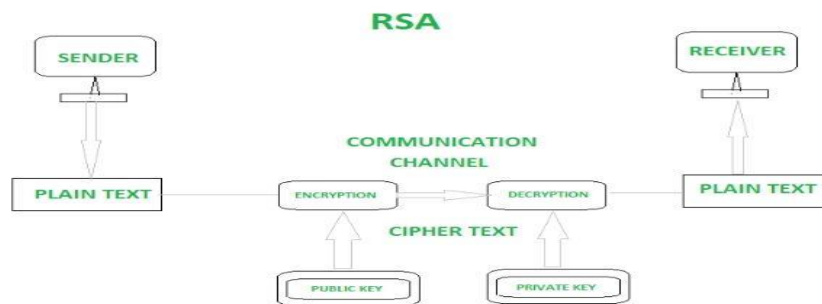 RSA
SENDER
RECEIVER
COMMUNICATION
CHANNEL
PLAIN TEXT
ENCRYPTION
DECRYPTION
PLAIN TEXT
CIPHER TEXT
PUBLIC KEY
PRIVATE KEY